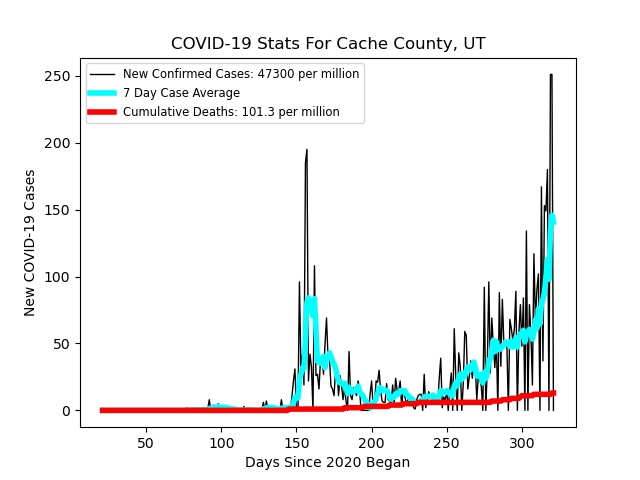 COVID-19 Stats For Cache County, UT
New Confirmed Cases: 47300 per million
7 Day Case Average
Cumulative Deaths: 101.3 per million
New COVID-19 Cases
250
200
150
100
50
0
50 100 150 200 250 300
Days Since 2020 Began